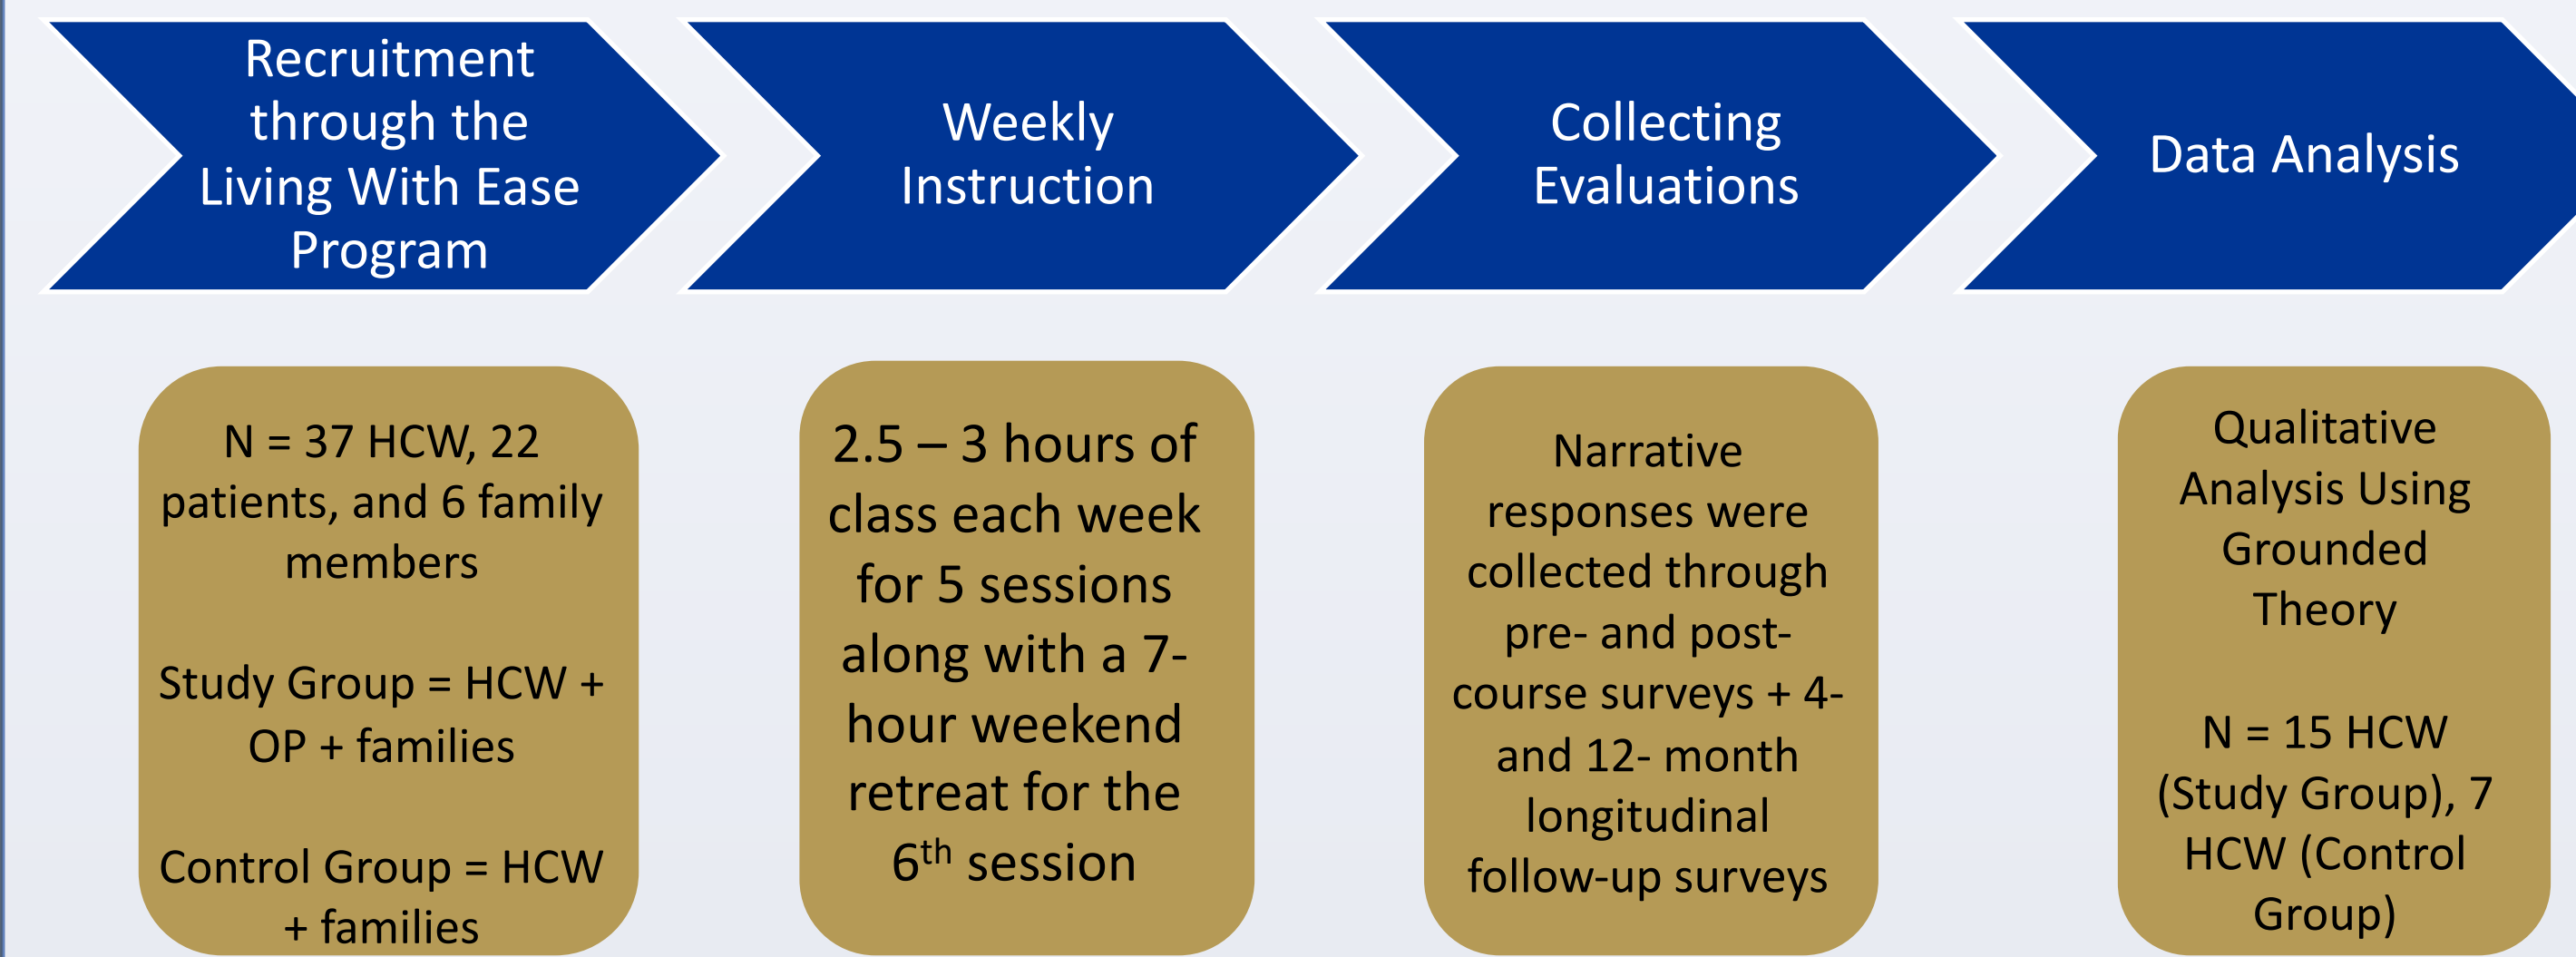 Recruitment
through the
Living With Ease
Program
Weekly
Instruction
Collecting
Evaluations
Data Analysis
N = 37 HCW, 22
patients, and 6 family
members
Study Group = HCW +
OP + families
Control Group = HCW
+ families
2.5 – 3 hours of
class each week
for 5 sessions
along with a 7-
hour weekend
retreat for the
6th session
Narrative
responses were
collected through
pre- and post-
course surveys + 4-
and 12- month
longitudinal
follow-up surveys
Qualitative
Analysis Using
Grounded
Theory
N = 15 HCW
(Study Group), 7
HCW (Control
Group)